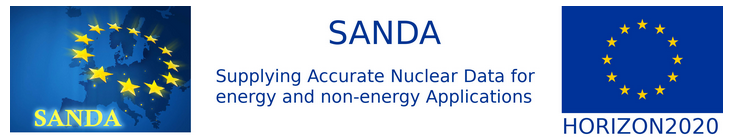 SANDA
SANDA
Supplying Accurate Nuclear Data for
energy and non-energy Applications
HORIZON2020